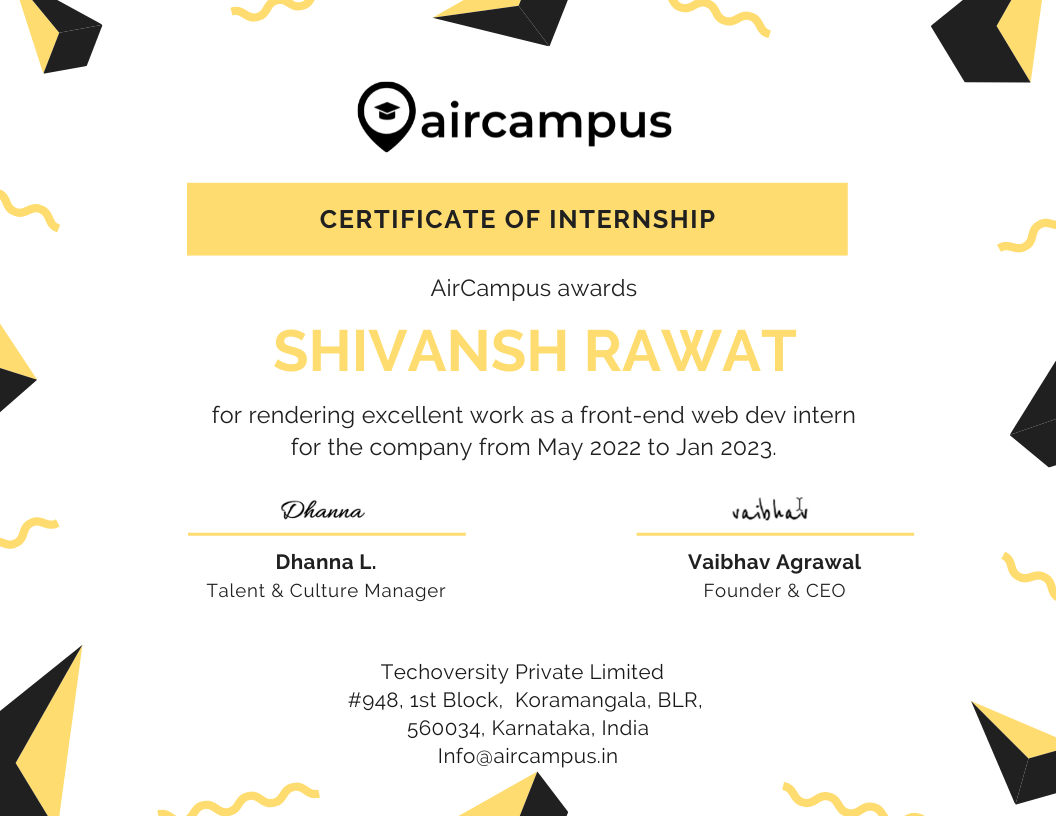 aircampus
CERTIFICATE OF INTERNSHIP
AirCampus awards
SHIVANSH RAWAT
for rendering excellent work as a front-end web dev intern
for the company from May 2022 to Jan 2023.
Dhanna
vaibhav
Dhanna L.
Vaibhav Agrawal
Talent & Culture Manager
Founder & CEO
Techoversity Private Limited
#948, 1st Block, Koramangala, BLR,
560034, Karnataka, India
Info@aircampus.in